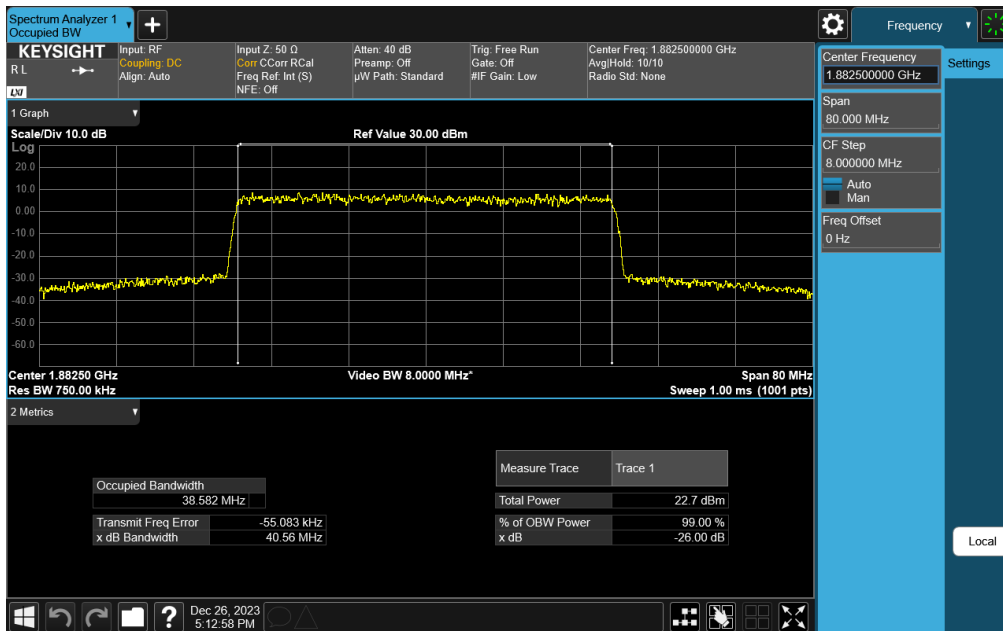 Spectrum Analyzer 1
Occupied BW
Frequency
KEYSIGHT
R L
LXI
Input: RF
Coupling: DC
Align: Auto
Input Z: 50 Ω
Corr CCorr RCal
Freq Ref: Int (S)
NFE: Off
Atten: 40 dB
Preamp: Off
µW Path: Standard
Trig: Free Run
Gate: Off
#IF Gain: Low
Center Freq: 1.882500000 GHz
Avg|Hold: 10/10
Radio Std: None
Center Frequency
1.882500000 GHz
Settings
Span
80.000 MHz
CF Step
8.000000 MHz
Auto
Man
Freq Offset
0 Hz
Local
1 Graph
Scale/Div 10.0 dB
Ref Value 30.00 dBm
Log
20.0
10.0
0.00
-10.0
-20.0
-30.0
-40.0
-50.0
-60.0
Center 1.88250 GHz
Video BW 8.0000 MHz*
Span 80 MHz
Res BW 750.00 kHz
Sweep 1.00 ms (1001 pts)
2 Metrics
Occupied Bandwidth
38.582 MHz
Transmit Freq Error -55.083 kHz
x dB Bandwidth 40.56 MHz
Measure Trace Trace 1
Total Power 22.7 dBm
% of OBW Power 99.00 %
x dB -26.00 dB
Dec 26, 2023
5:12:58 PM